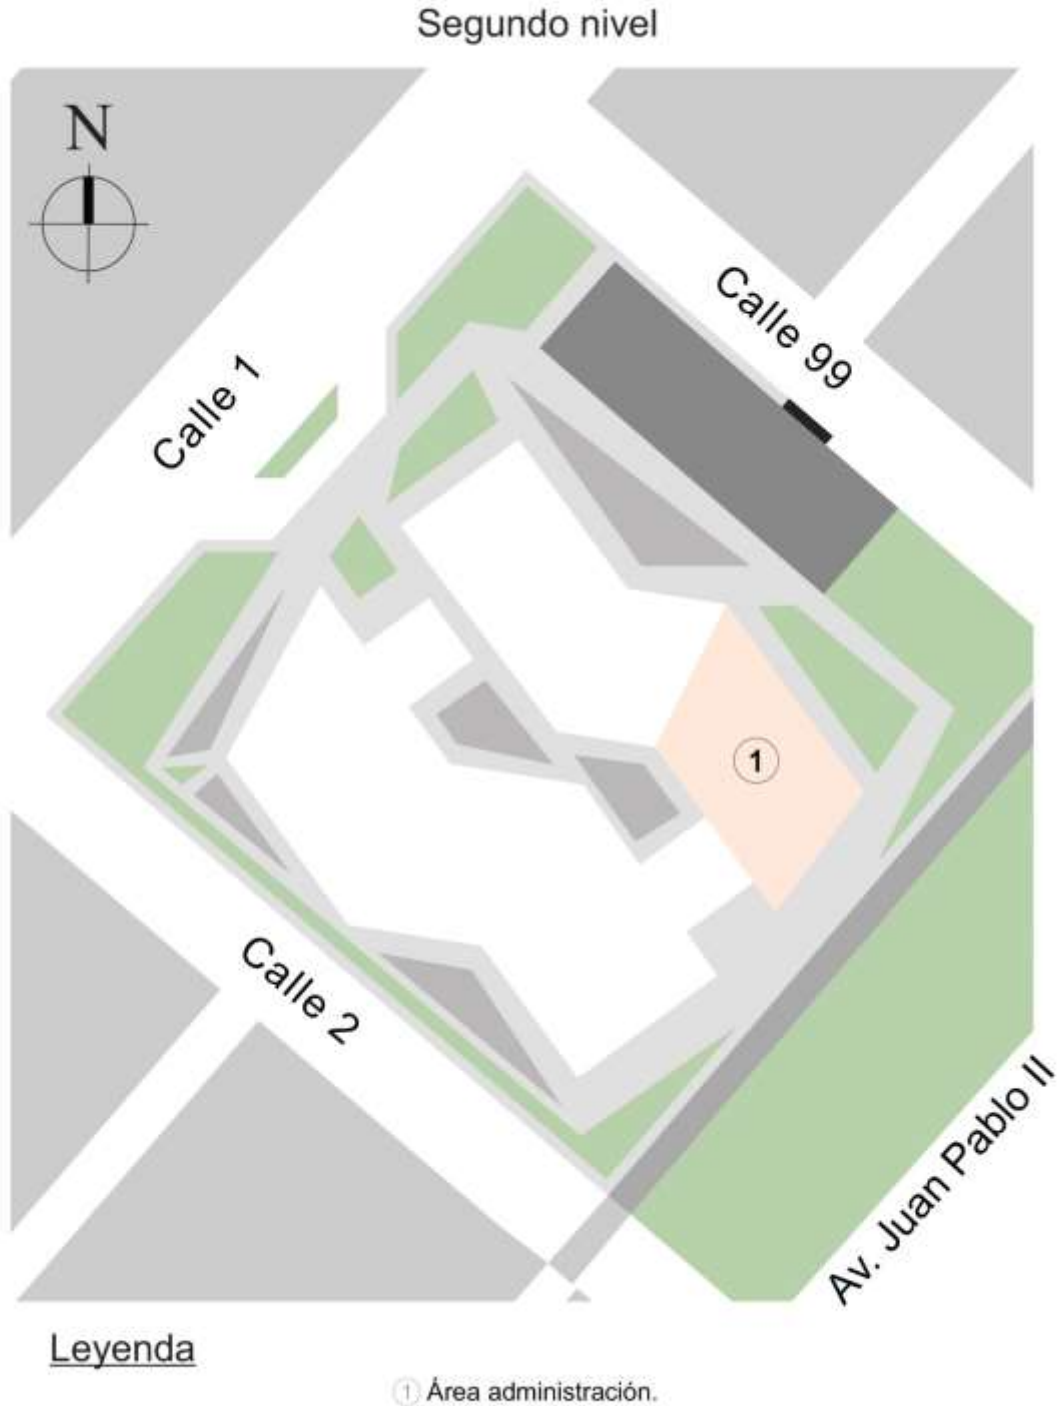 Segundo nivel
N
Calle 99
Calle 1
1
Calle 2
Av. Juan Pablo II
Leyenda
1 Área administración.